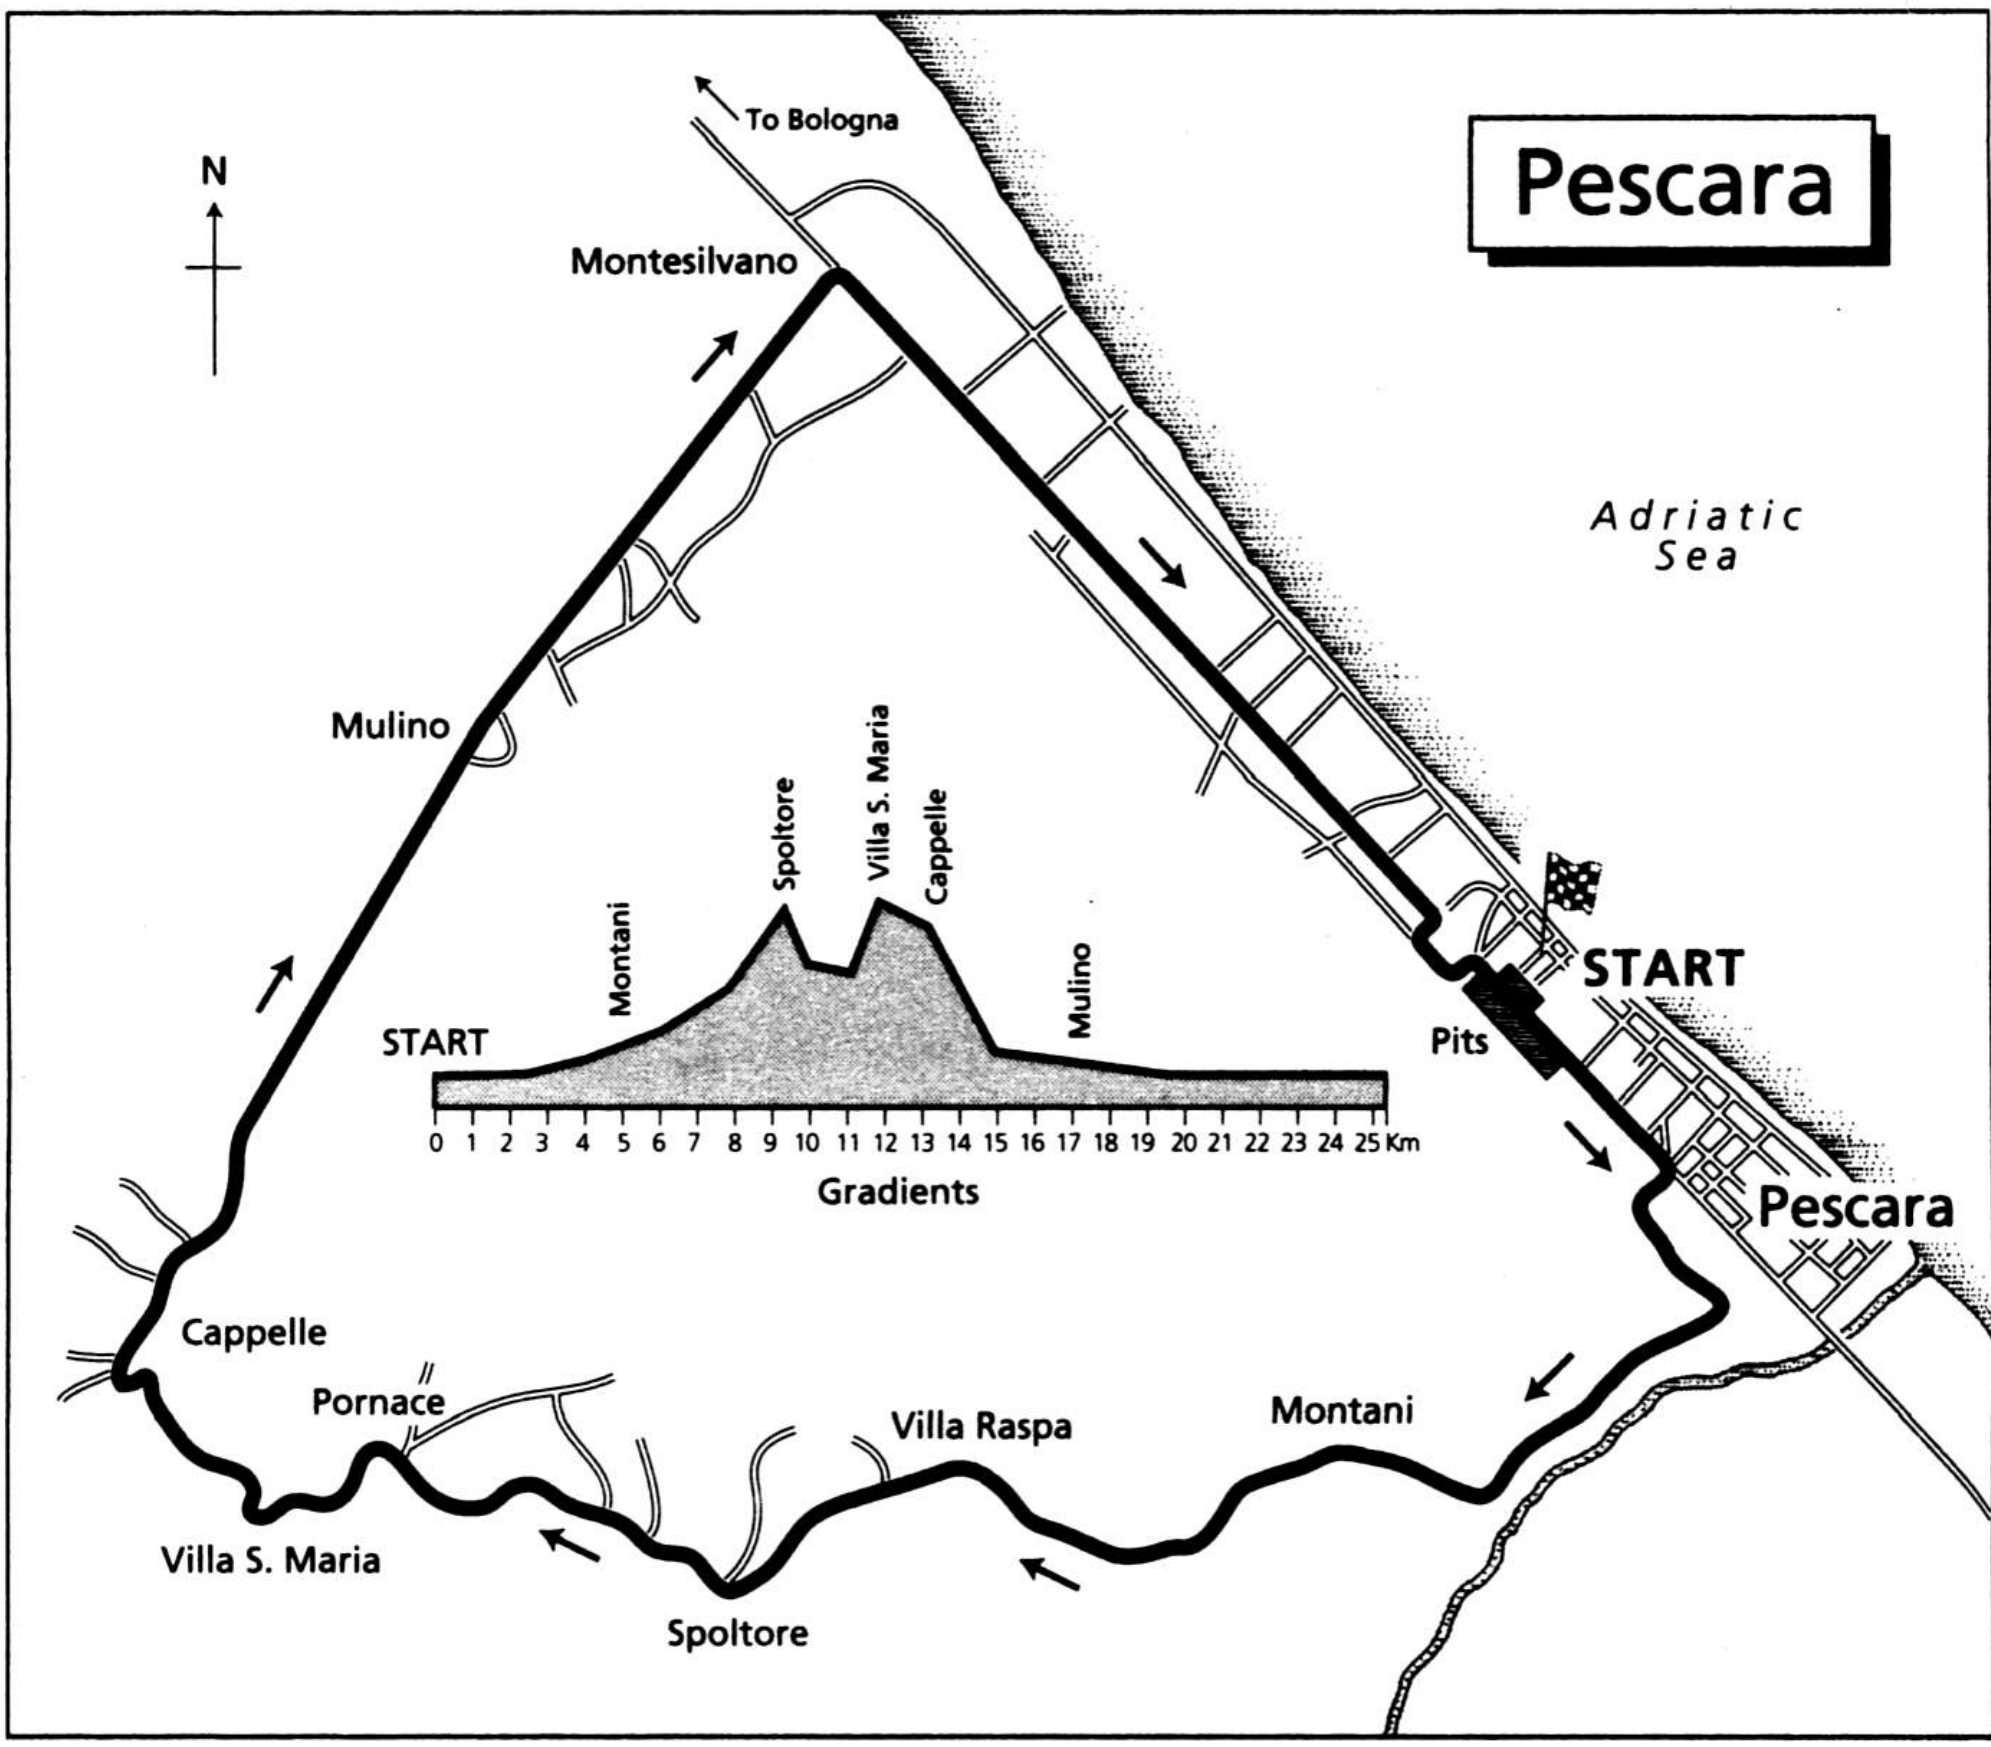 To Bologna
Pescara
N
Montesilvano
Adriatic
Sea
Mulino
Spoltore
Villa S. Maria
Cappelle
Montani
Mulino
START
START
Pits
0 1 2 3 4 5 6 7 8 9 10 11 12 13 14 15 16 17 18 19 20 21 22 23 24 25 Km
Gradients
Pescara
Cappelle
Pornace
Villa Raspa
Montani
Villa S. Maria
Spoltore